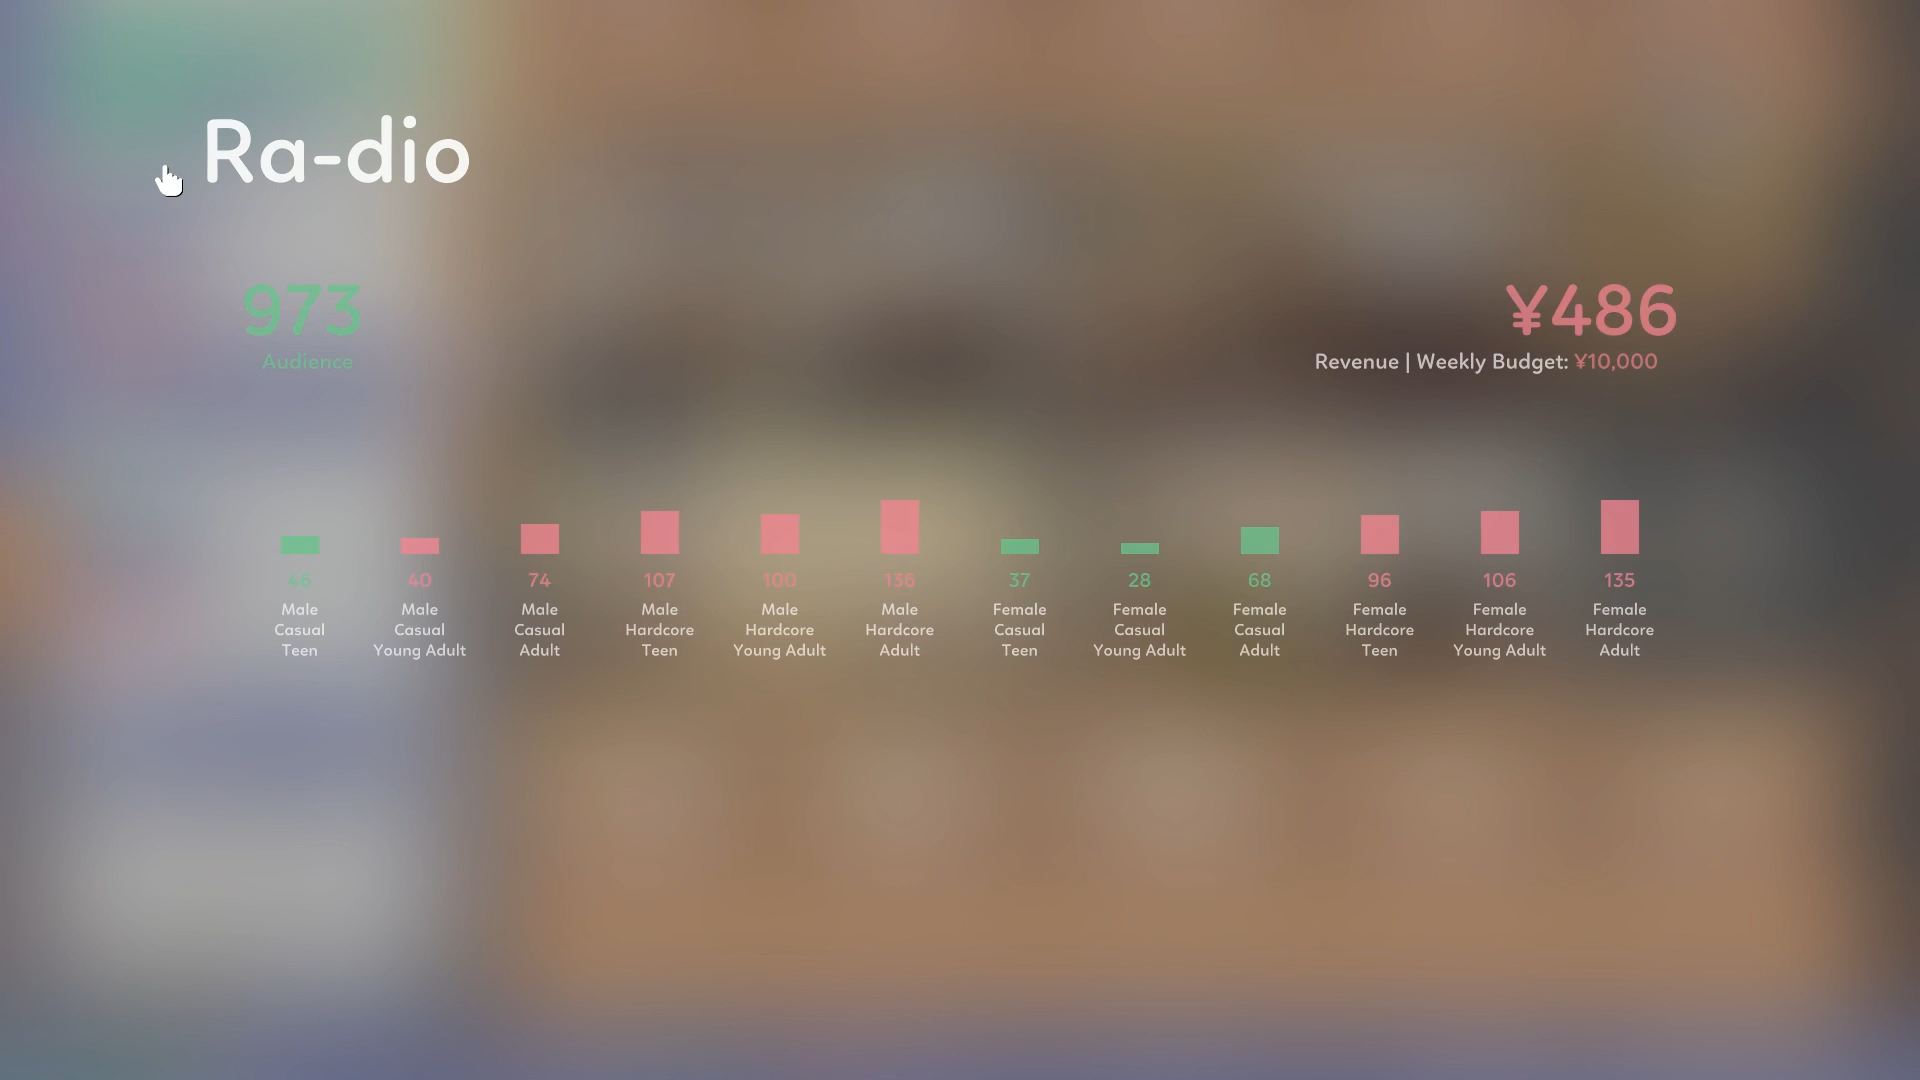 Ra-dio
973
Audience
¥486
Revenue | Weekly Budget: ¥10,000
46 40 74 107 100 136 37 28 68 96 106 135
Male Male Male Male Male Male Female Female Female Female Female Female
Casual Casual Casual Hardcore Hardcore Hardcore Casual Casual Casual Hardcore Hardcore Hardcore
Teen Young Adult Adult Teen Young Adult Adult Teen Young Adult Adult Teen Young Adult Adult